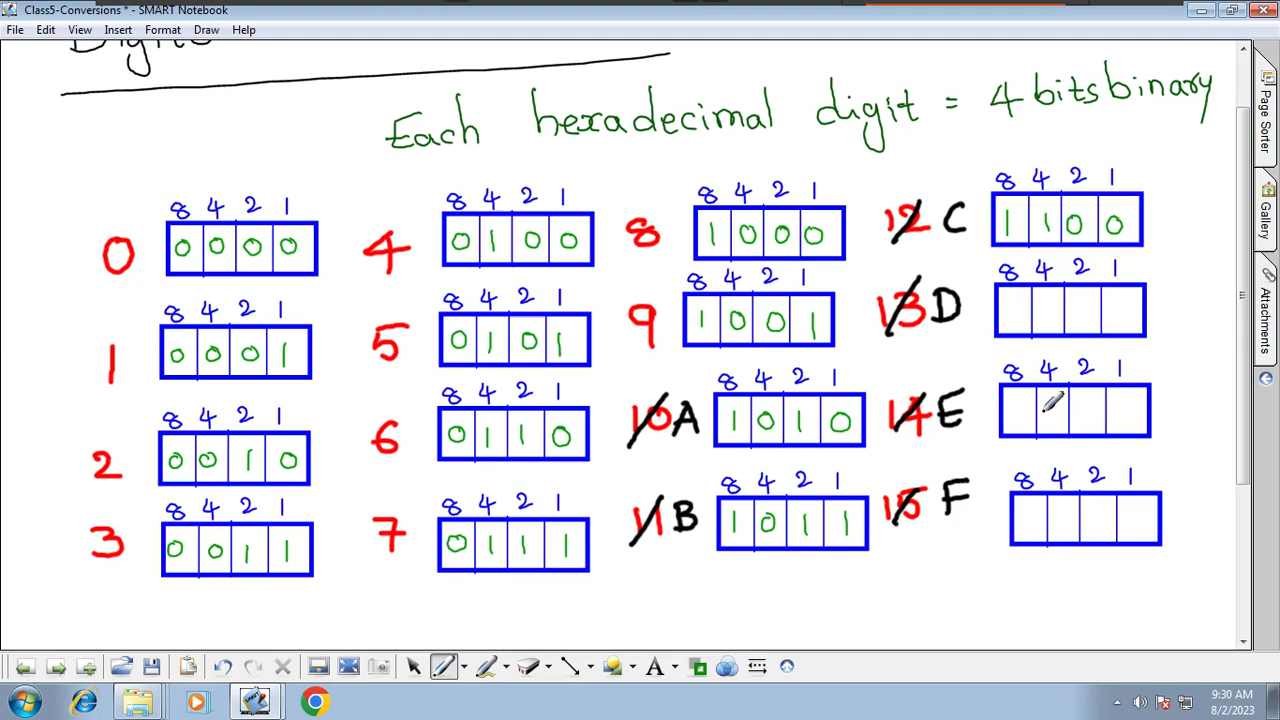 Class5-Conversions * - SMART Notebook
File Edit View Insert Format Draw Help
Digits
Each hexadecimal digit = 4 bits binary
8 4 2 1 8 4 2 1 8 4 2 1 8 4 2 1
0 0 0 0 0 4 0 1 0 0 8 1 0 0 0 12 C 1 1 0 0
8 4 2 1 8 4 2 1 8 4 2 1 8 4 2 1
1 0 0 0 1 5 0 1 0 1 9 1 0 0 1 13 D
8 4 2 1 8 4 2 1 8 4 2 1 8 4 2 1
2 0 0 1 0 6 0 1 1 0 10 A 1 0 1 0 14 E
8 4 2 1 8 4 2 1 8 4 2 1 8 4 2 1
3 0 0 1 1 7 0 1 1 1 11 B 1 0 1 1 15 F
Page Sorter
Gallery
Attachments
9:30 AM
8/2/2023